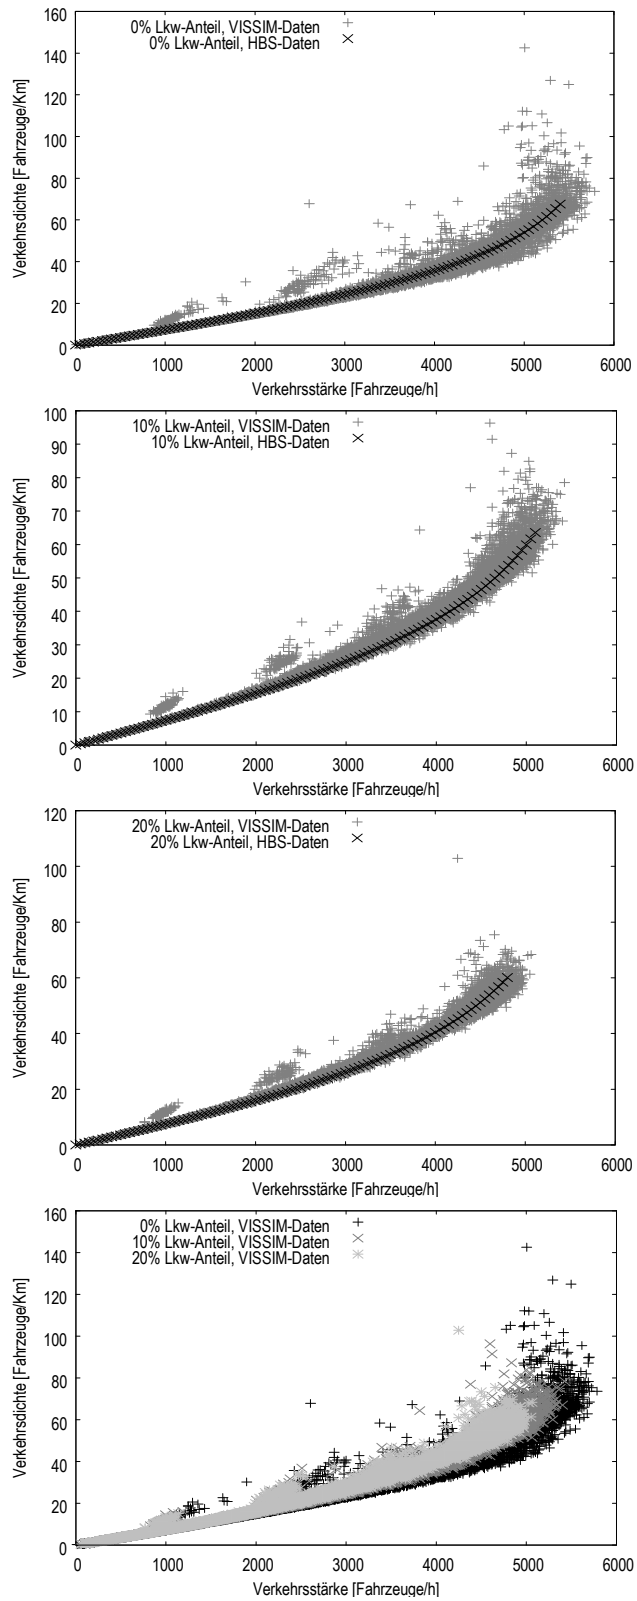 0% Lkw-Anteil, VISSIM-Daten
0% Lkw-Anteil, HBS-Daten
Verkehrsdichte [Fahrzeuge/Km]
160
140
120
100
80
60
40
20
0
0 1000 2000 3000 4000 5000 6000
Verkehrsstärke [Fahrzeuge/h]
10% Lkw-Anteil, VISSIM-Daten
10% Lkw-Anteil, HBS-Daten
Verkehrsdichte [Fahrzeuge/Km]
100
90
80
70
60
50
40
30
20
10
0
0 1000 2000 3000 4000 5000 6000
Verkehrsstärke [Fahrzeuge/h]
20% Lkw-Anteil, VISSIM-Daten
20% Lkw-Anteil, HBS-Daten
Verkehrsdichte [Fahrzeuge/Km]
120
100
80
60
40
20
0
0 1000 2000 3000 4000 5000 6000
Verkehrsstärke [Fahrzeuge/h]
0% Lkw-Anteil, VISSIM-Daten
10% Lkw-Anteil, VISSIM-Daten
20% Lkw-Anteil, VISSIM-Daten
Verkehrsdichte [Fahrzeuge/Km]
160
140
120
100
80
60
40
20
0
0 1000 2000 3000 4000 5000 6000
Verkehrsstärke [Fahrzeuge/h]